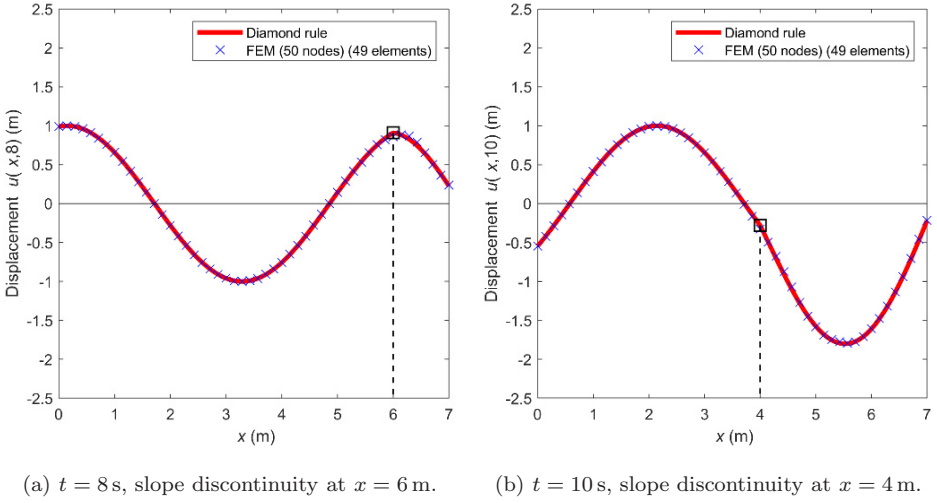 Diamond rule
FEM (50 nodes) (49 elements)
2.5
2
1.5
1
0.5
0
-0.5
-1
-1.5
-2
-2.5
Displacement u( x,8) (m)
0 1 2 3 4 5 6 7
x (m)
(a) t = 8 s, slope discontinuity at x = 6 m.
Diamond rule
FEM (50 nodes) (49 elements)
2.5
2
1.5
1
0.5
0
-0.5
-1
-1.5
-2
-2.5
Displacement u( x,10) (m)
0 1 2 3 4 5 6 7
x (m)
(b) t = 10 s, slope discontinuity at x = 4 m.